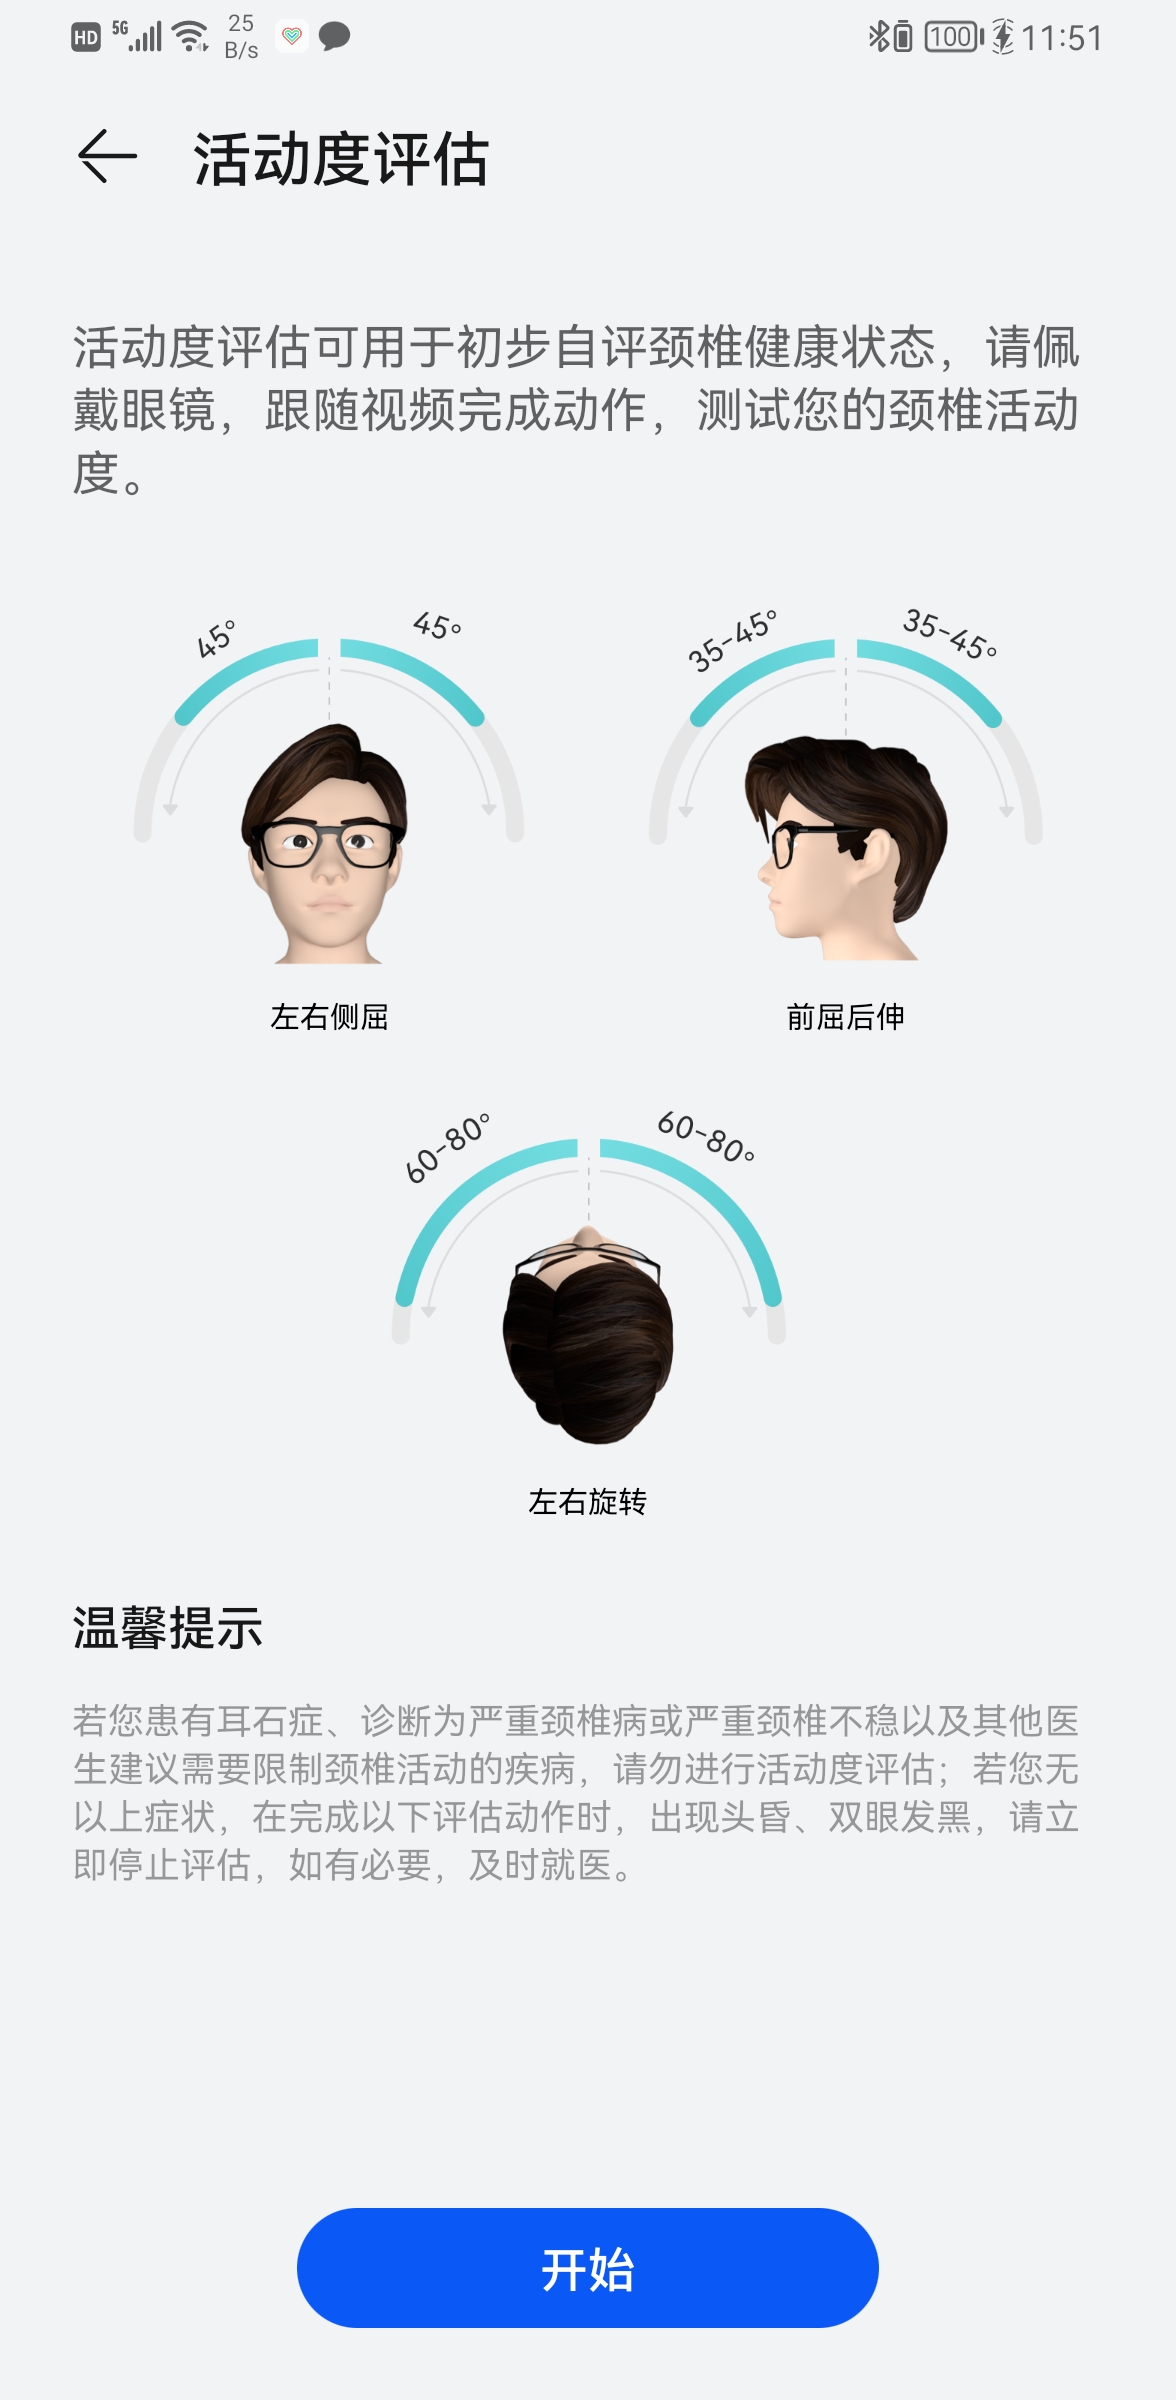 HD 5G 25 B/s 100 11:51
活动度评估
活动度评估可用于初步自评颈椎健康状态，请佩
戴眼镜，跟随视频完成动作，测试您的颈椎活动
度。
45° 45°
35-45° 35-45°
左右侧屈
前屈后伸
60-80° 60-80°
左右旋转
温馨提示
若您患有耳石症、诊断为严重颈椎病或严重颈椎不稳以及其他医
生建议需要限制颈椎活动的疾病，请勿进行活动度评估；若您无
以上症状，在完成以下评估动作时，出现头昏、双眼发黑，请立
即停止评估，如有必要，及时就医。
开始